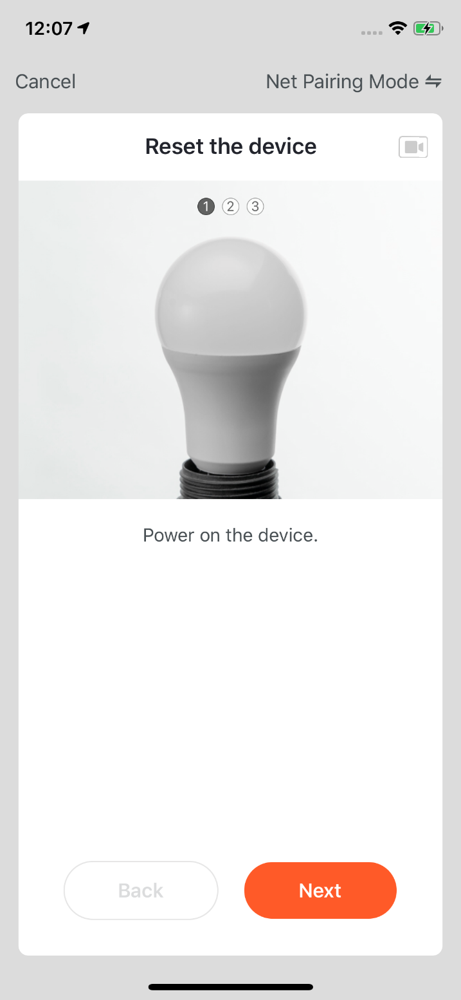 12:07
Cancel
Net Pairing Mode ⇋
Reset the device
1 2 3
Power on the device.
Back
Next